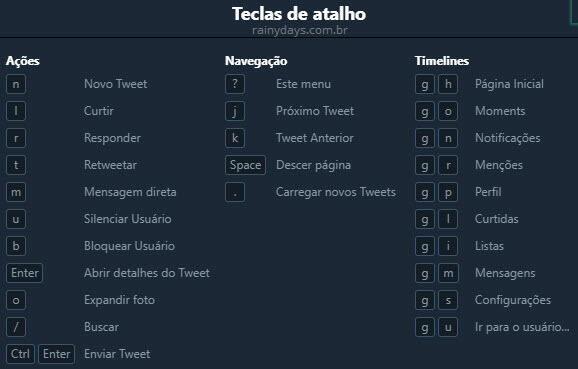 Teclas de atalho
rainydays.com.br
Ações
n Novo Tweet
l Curtir
r Responder
t Retweetar
m Mensagem direta
u Silenciar Usuário
b Bloquear Usuário
Enter Abrir detalhes do Tweet
o Expandir foto
/ Buscar
Ctrl Enter Enviar Tweet
Navegação
? Este menu
j Próximo Tweet
k Tweet Anterior
Space Descer página
. Carregar novos Tweets
Timelines
g h Página Inicial
g o Moments
g n Notificações
g r Menções
g p Perfil
g l Curtidas
g i Listas
g m Mensagens
g s Configurações
g u Ir para o usuário...